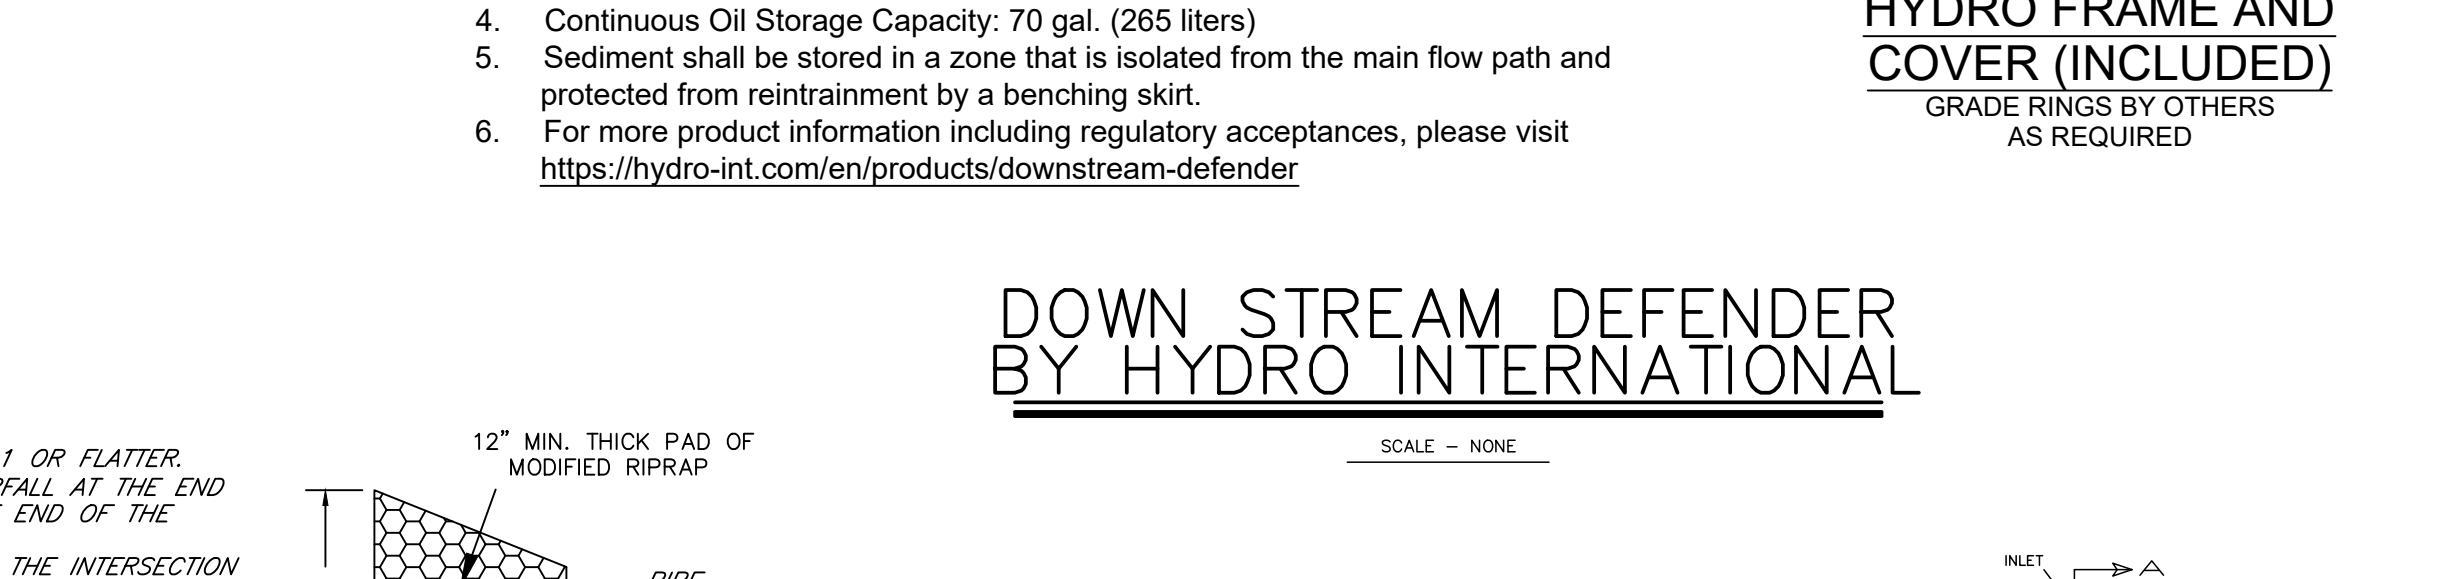 4. Continuous Oil Storage Capacity: 70 gal. (265 liters)
5. Sediment shall be stored in a zone that is isolated from the main flow path and
protected from reintrainment by a benching skirt.
6. For more product information including regulatory acceptances, please visit
https://hydro-int.com/en/products/downstream-defender
HYDRO FRAME AND
COVER (INCLUDED)
GRADE RINGS BY OTHERS
AS REQUIRED
DOWN STREAM DEFENDER
BY HYDRO INTERNATIONAL
SCALE – NONE
1 OR FLATTER.
AT THE END
END OF THE
THE INTERSECTION
12" MIN. THICK PAD OF
MODIFIED RIPRAP
PIPE
INLET
A